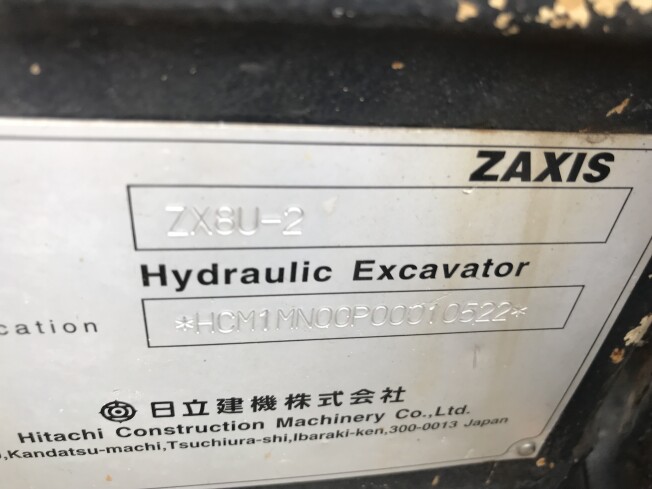 ZAXIS
ZX8U-2
Hydraulic Excavator
cation *HCM1MN00P00010522*
日立建機株式会社
Hitachi Construction Machinery Co.,Ltd.
,Kandatsu-machi,Tsuchiura-shi,Ibaraki-ken,300-0013 Japan